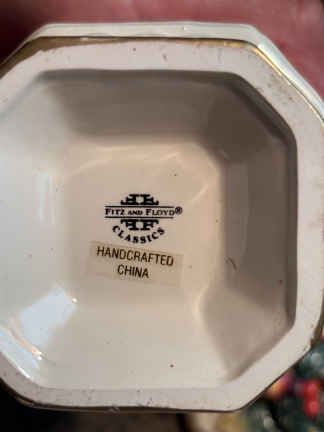 FITZ AND FLOYD®
CLASSICS
HANDCRAFTED
CHINA